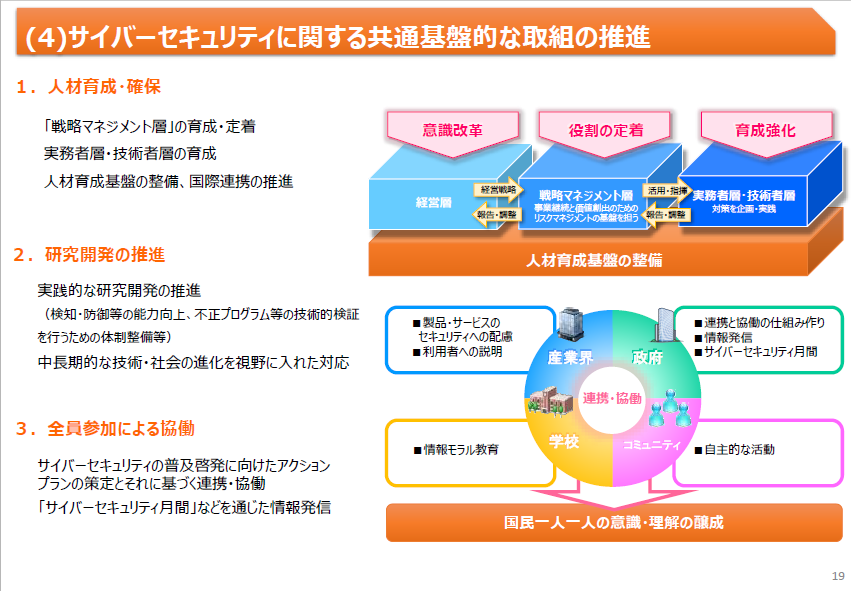 (4)サイバーセキュリティに関する共通基盤的な取組の推進
１．人材育成・確保
「戦略マネジメント層」の育成・定着
実務者層・技術者層の育成
人材育成基盤の整備、国際連携の推進
意識改革
役割の定着
育成強化
経営層
経営戦略
報告・調整
戦略マネジメント層
事業継続と価値創出のための
リスクマネジメントの基盤を担う
活用・指揮
報告・調整
実務者層・技術者層
対策を企画・実践
人材育成基盤の整備
２．研究開発の推進
実践的な研究開発の推進
（検知・防御等の能力向上、不正プログラム等の技術的検証
を行うための体制整備等）
中長期的な技術・社会の進化を視野に入れた対応
■製品・サービスの
セキュリティへの配慮
■利用者への説明
産業界
政府
■連携と協働の仕組み作り
■情報発信
■サイバーセキュリティ月間
連携・協働
３．全員参加による協働
サイバーセキュリティの普及啓発に向けたアクション
プランの策定とそれに基づく連携・協働
「サイバーセキュリティ月間」などを通じた情報発信
■情報モラル教育
学校
コミュニティ
■自主的な活動
国民一人一人の意識・理解の醸成
19